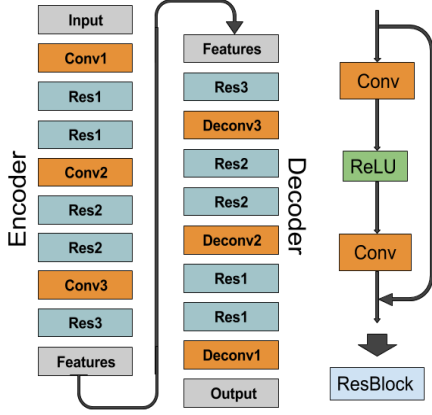 Encoder
Input
Conv1
Res1
Res1
Conv2
Res2
Res2
Conv3
Res3
Features
Features
Res3
Deconv3
Res2
Res2
Deconv2
Res1
Res1
Deconv1
Output
Decoder
Conv
ReLU
Conv
ResBlock